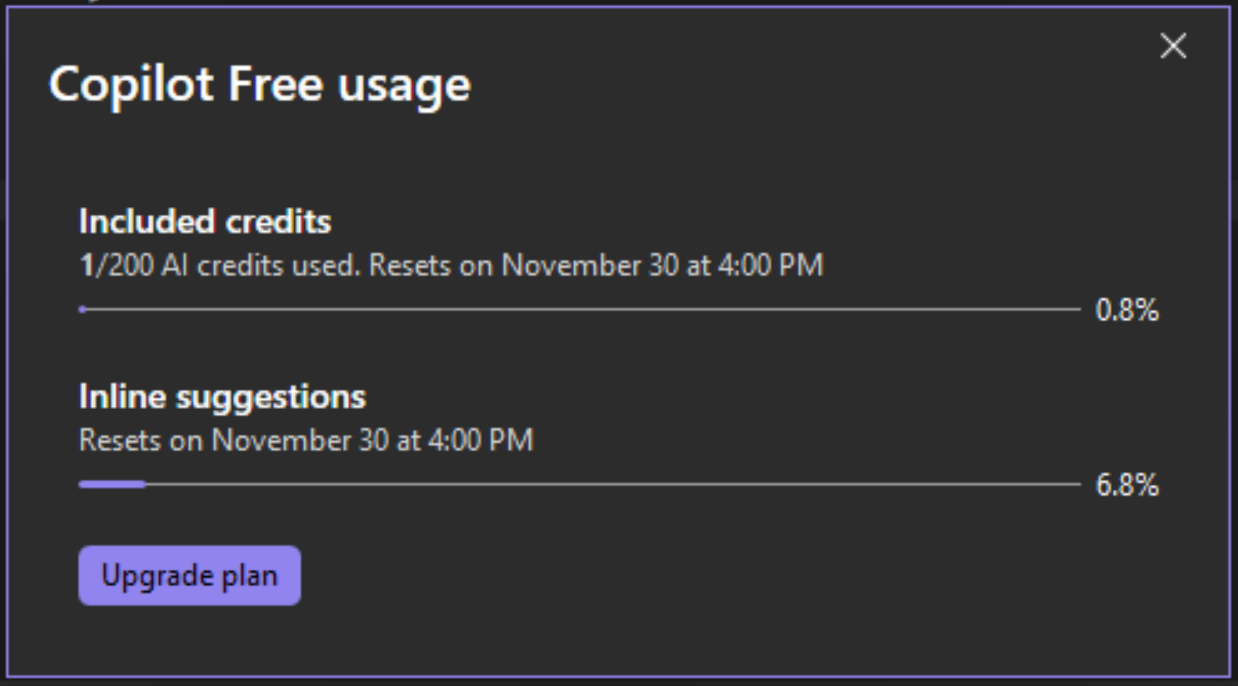 Copilot Free usage
Included credits
1/200 AI credits used. Resets on November 30 at 4:00 PM
0.8%
Inline suggestions
Resets on November 30 at 4:00 PM
6.8%
Upgrade plan